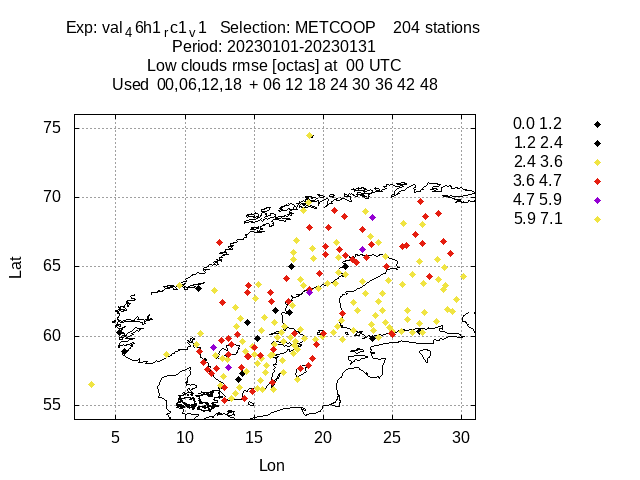 Exp: val4 6h1r c1v 1 Selection: METCOOP 204 stations
Period: 20230101-20230131
Low clouds rmse [octas] at 00 UTC
Used 00,06,12,18 + 06 12 18 24 30 36 42 48
75
70
65
60
55
5 10 15 20 25 30
Lat
Lon
0.0 1.2
1.2 2.4
2.4 3.6
3.6 4.7
4.7 5.9
5.9 7.1